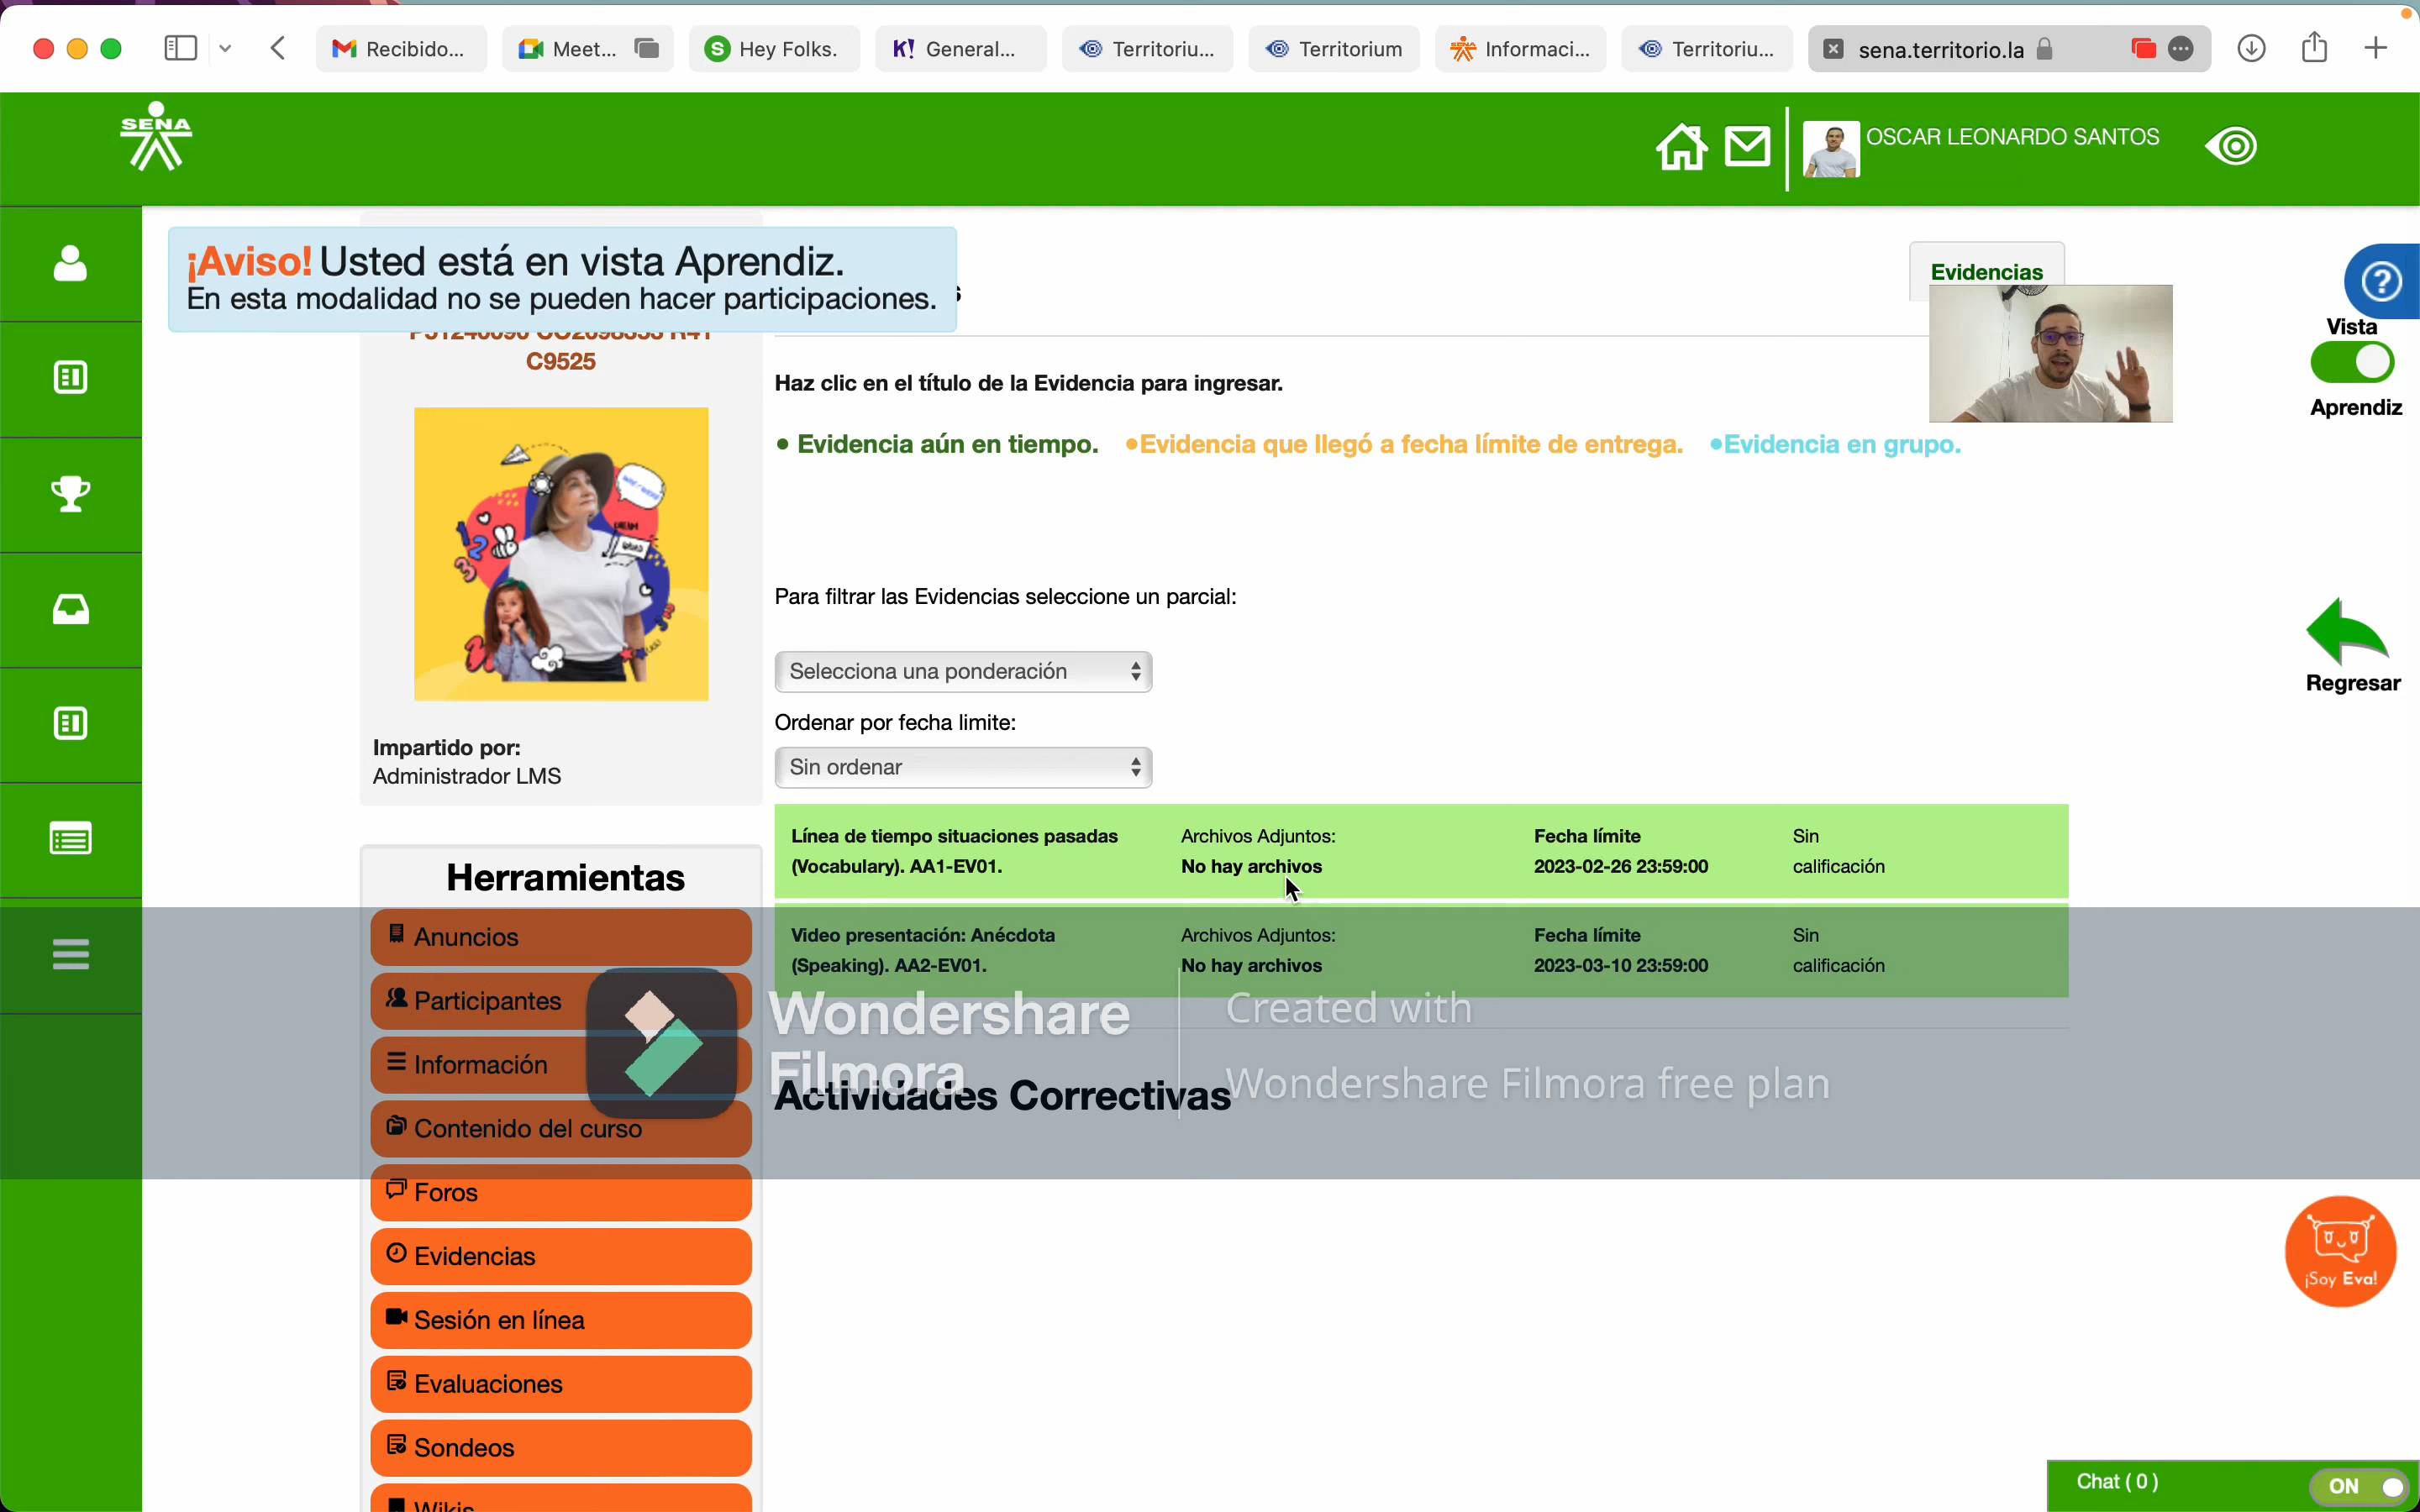 Recibido...
Meet...
Hey Folks.
General...
Territoriu...
Territorium
Informaci...
Territoriu...
sena.territorio.la
SENA
OSCAR LEONARDO SANTOS
¡Aviso! Usted está en vista Aprendiz.
En esta modalidad no se pueden hacer participaciones.
C9525
Impartido por:
Administrador LMS
Herramientas
Anuncios
Participantes
Información
Contenido del curso
Foros
Evidencias
Sesión en línea
Evaluaciones
Sondeos
Wikis
Evidencias
Haz clic en el título de la Evidencia para ingresar.
• Evidencia aún en tiempo. •Evidencia que llegó a fecha límite de entrega. •Evidencia en grupo.
Para filtrar las Evidencias seleccione un parcial:
Selecciona una ponderación
Ordenar por fecha limite:
Sin ordenar
Línea de tiempo situaciones pasadas
(Vocabulary). AA1-EV01.
Archivos Adjuntos:
No hay archivos
Fecha límite
2023-02-26 23:59:00
Sin
calificación
Video presentación: Anécdota
(Speaking). AA2-EV01.
Archivos Adjuntos:
No hay archivos
Fecha límite
2023-03-10 23:59:00
Sin
calificación
Actividades Correctivas
Wondershare
Filmora
Created with
Wondershare Filmora free plan
Vista
Aprendiz
Regresar
¡Soy Eva!
Chat ( 0 )
ON